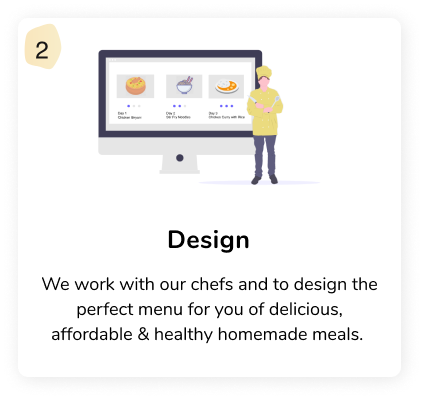 2
Day 1
Chicken Biryani
Day 2
Stir Fry Noodles
Day 3
Chicken Curry with Rice
Design
We work with our chefs and to design the
perfect menu for you of delicious,
affordable & healthy homemade meals.